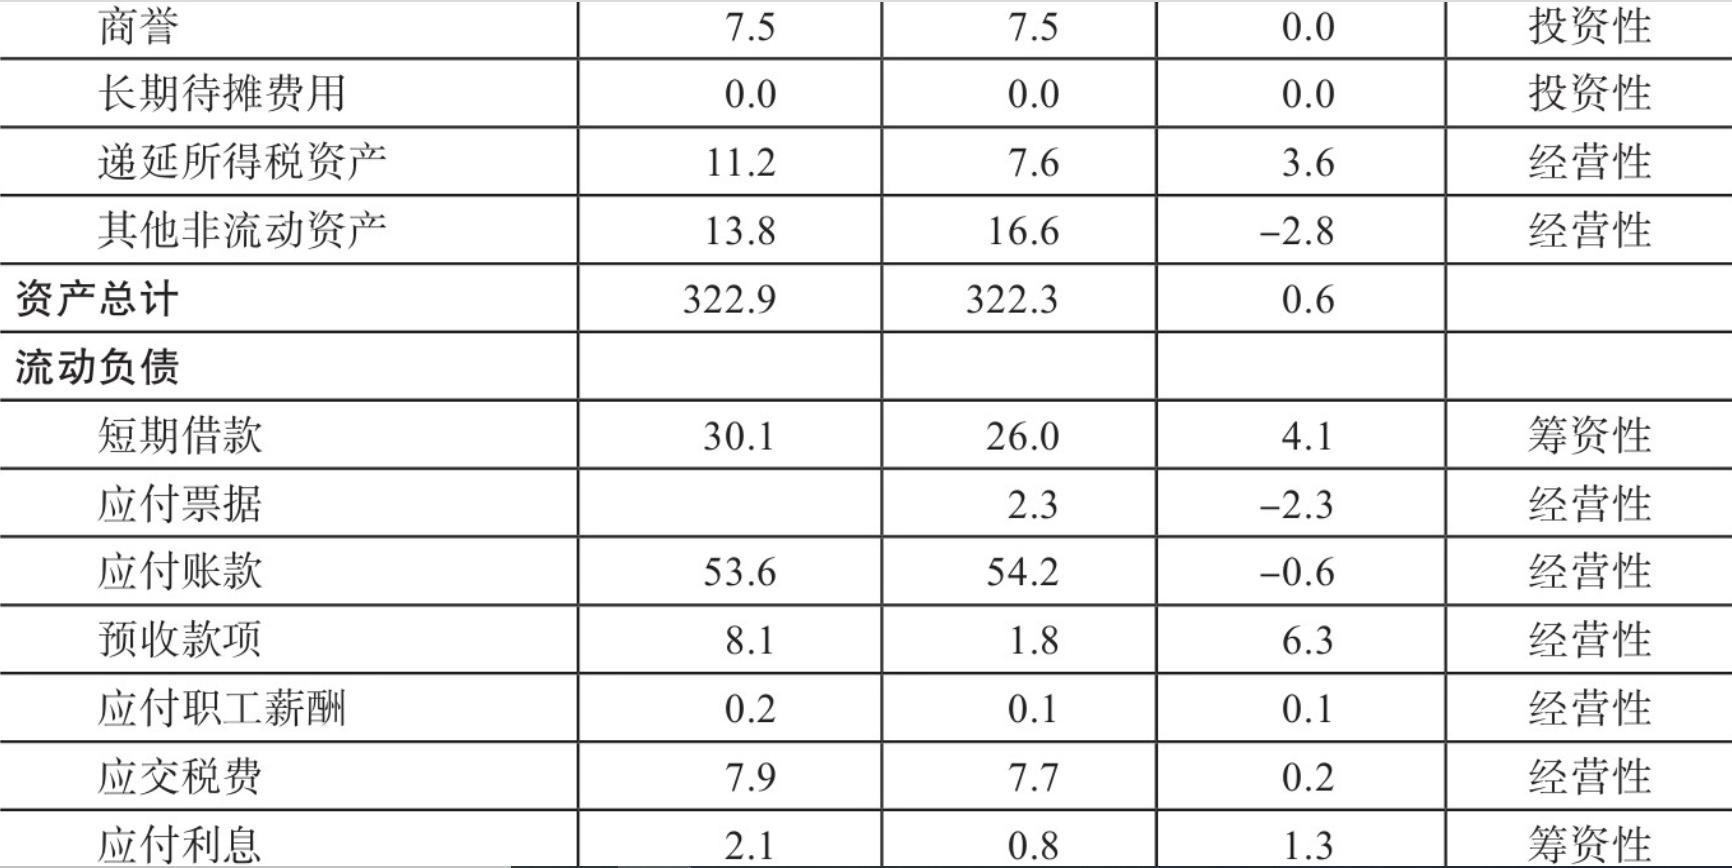 商誉 7.5 7.5 0.0 投资性
长期待摊费用 0.0 0.0 0.0 投资性
递延所得税资产 11.2 7.6 3.6 经营性
其他非流动资产 13.8 16.6 –2.8 经营性
资产总计 322.9 322.3 0.6
流动负债
短期借款 30.1 26.0 4.1 筹资性
应付票据 2.3 –2.3 经营性
应付账款 53.6 54.2 –0.6 经营性
预收款项 8.1 1.8 6.3 经营性
应付职工薪酬 0.2 0.1 0.1 经营性
应交税费 7.9 7.7 0.2 经营性
应付利息 2.1 0.8 1.3 筹资性